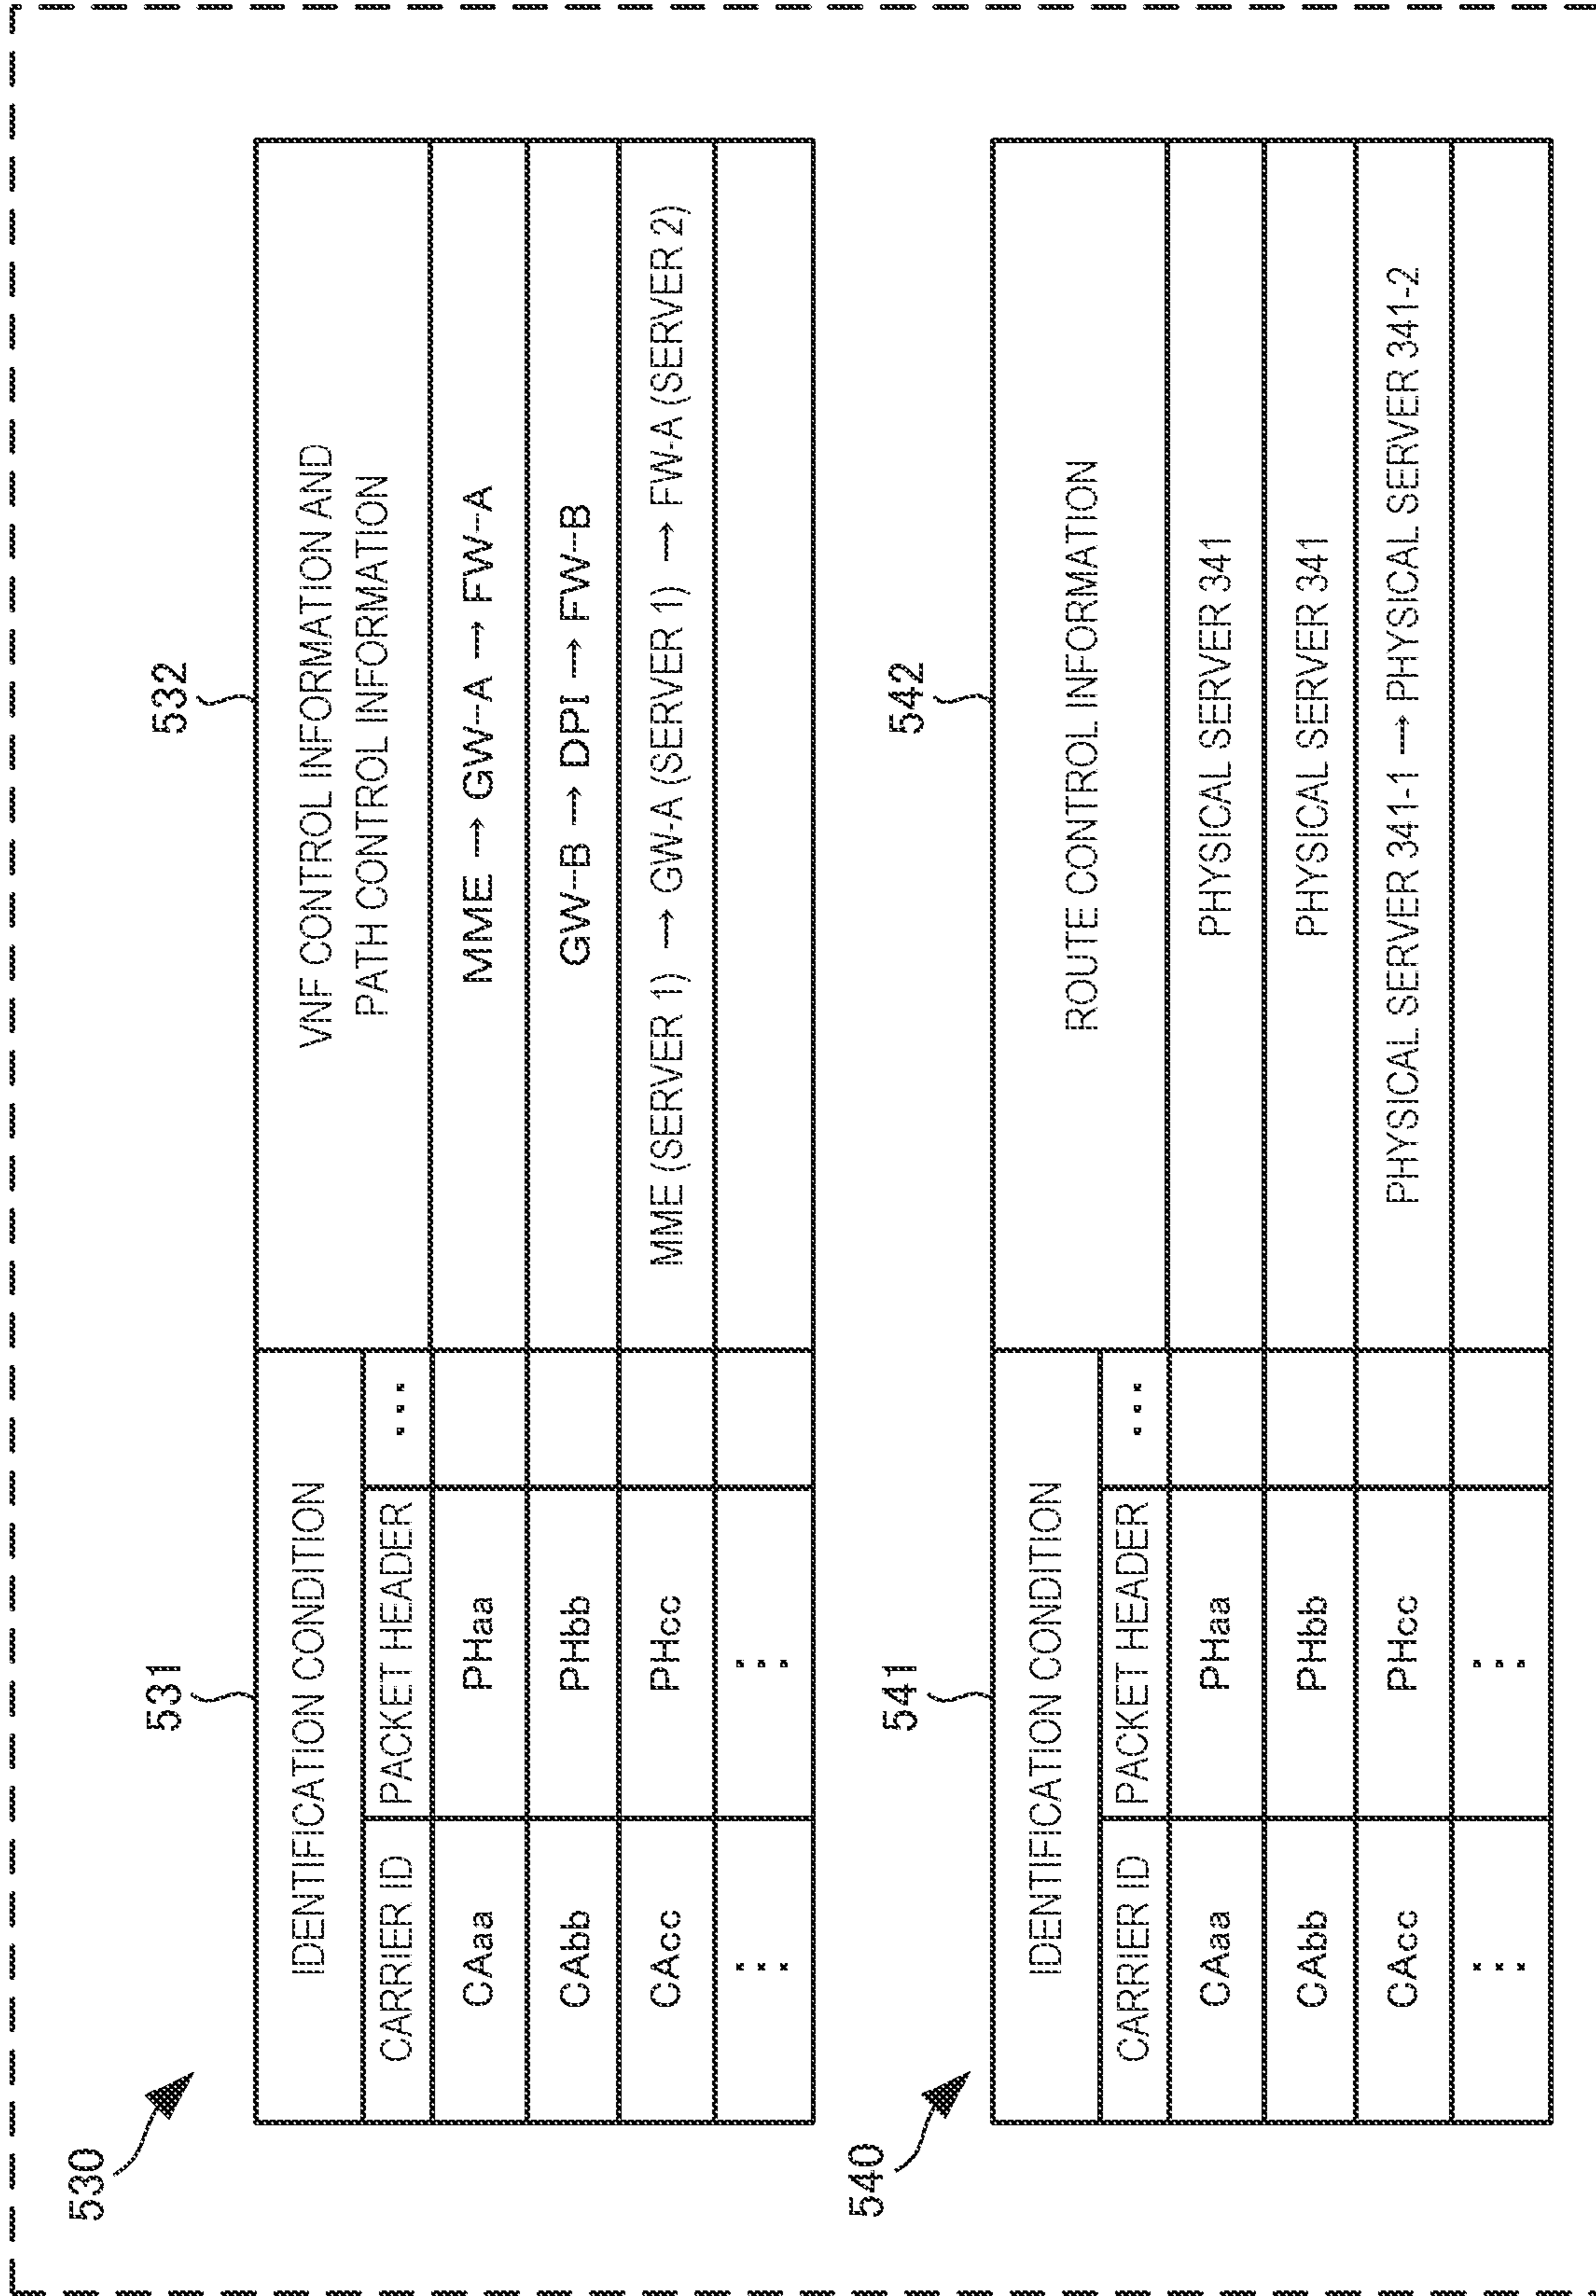 530
531
532
IDENTIFICATION CONDITION
VNF CONTROL INFORMATION AND
PATH CONTROL INFORMATION
CARRIER ID PACKET HEADER ...
CAaa PHaa MME → GW-A → FW-A
CAbb PHbb GW-B → DPI → FW-B
CAcc PHcc MME (SERVER 1) → GW-A (SERVER 1) → FW-A (SERVER 2)
⋮ ⋮
540
541
542
IDENTIFICATION CONDITION
ROUTE CONTROL INFORMATION
CARRIER ID PACKET HEADER ...
CAaa PHaa PHYSICAL SERVER 341
CAbb PHbb PHYSICAL SERVER 341
CAcc PHcc PHYSICAL SERVER 341-1 → PHYSICAL SERVER 341-2
⋮ ⋮